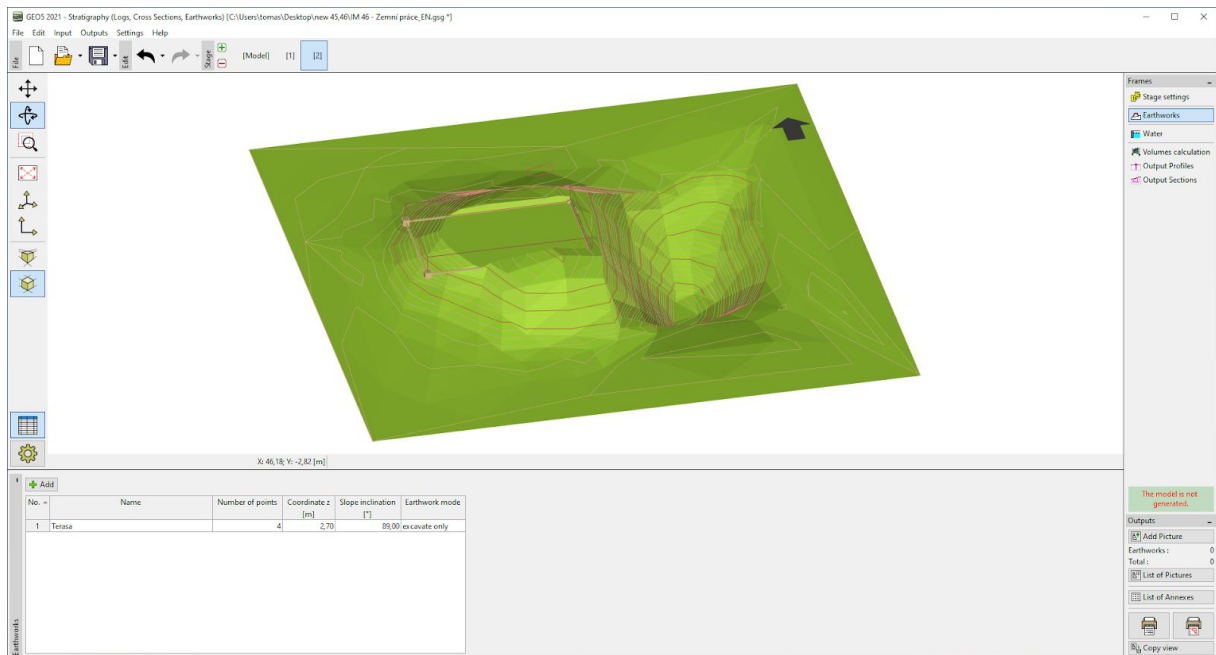 GEO5 2021 - Stratigraphy (Logs, Cross Sections, Earthworks) [C:\Users\tomas\Desktop\new 45,46\IM 46 - Zemní práce_EN.gsg *]
File Edit Input Outputs Settings Help
File
Edit
Stage
[Model] [1] [2]
Frames
Stage settings
Earthworks
Water
Volumes calculation
Output Profiles
Output Sections
X: 46,18; Y: -2,82 [m]
Add
No. Name Number of points Coordinate z Slope inclination Earthwork mode
[m] [°]
1 Terasa 4 2,70 89,00 excavate only
Earthworks
The model is not
generated.
Outputs
Add Picture
Earthworks : 0
Total : 0
List of Pictures
List of Annexes
Copy view